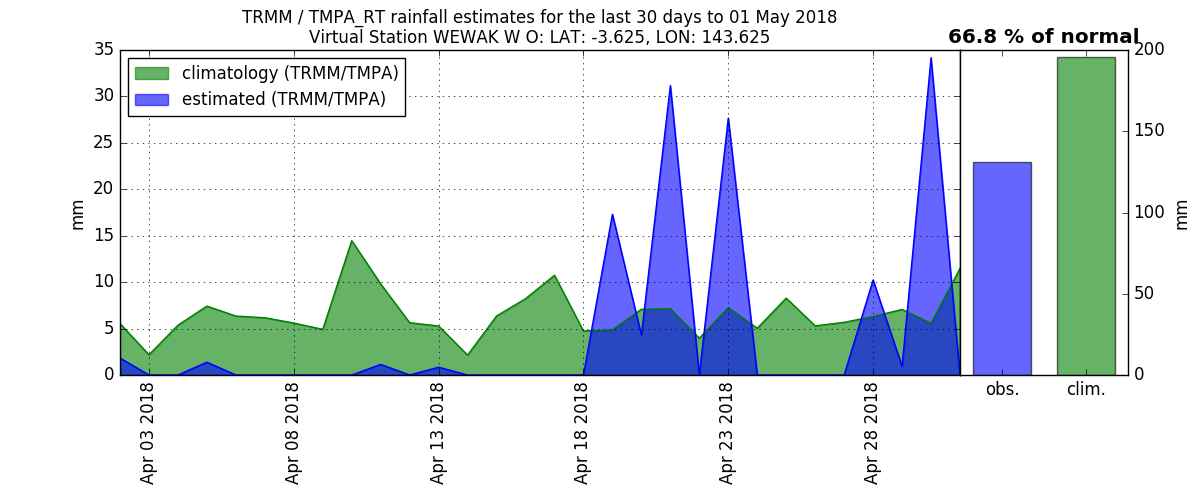 TRMM / TMPA_RT rainfall estimates for the last 30 days to 01 May 2018
Virtual Station WEWAK W O: LAT: -3.625, LON: 143.625
66.8 % of normal
climatology (TRMM/TMPA)
estimated (TRMM/TMPA)
35
30
25
20
15
10
5
0
mm
Apr 03 2018
Apr 08 2018
Apr 13 2018
Apr 18 2018
Apr 23 2018
Apr 28 2018
obs.
clim.
200
150
100
50
0
mm